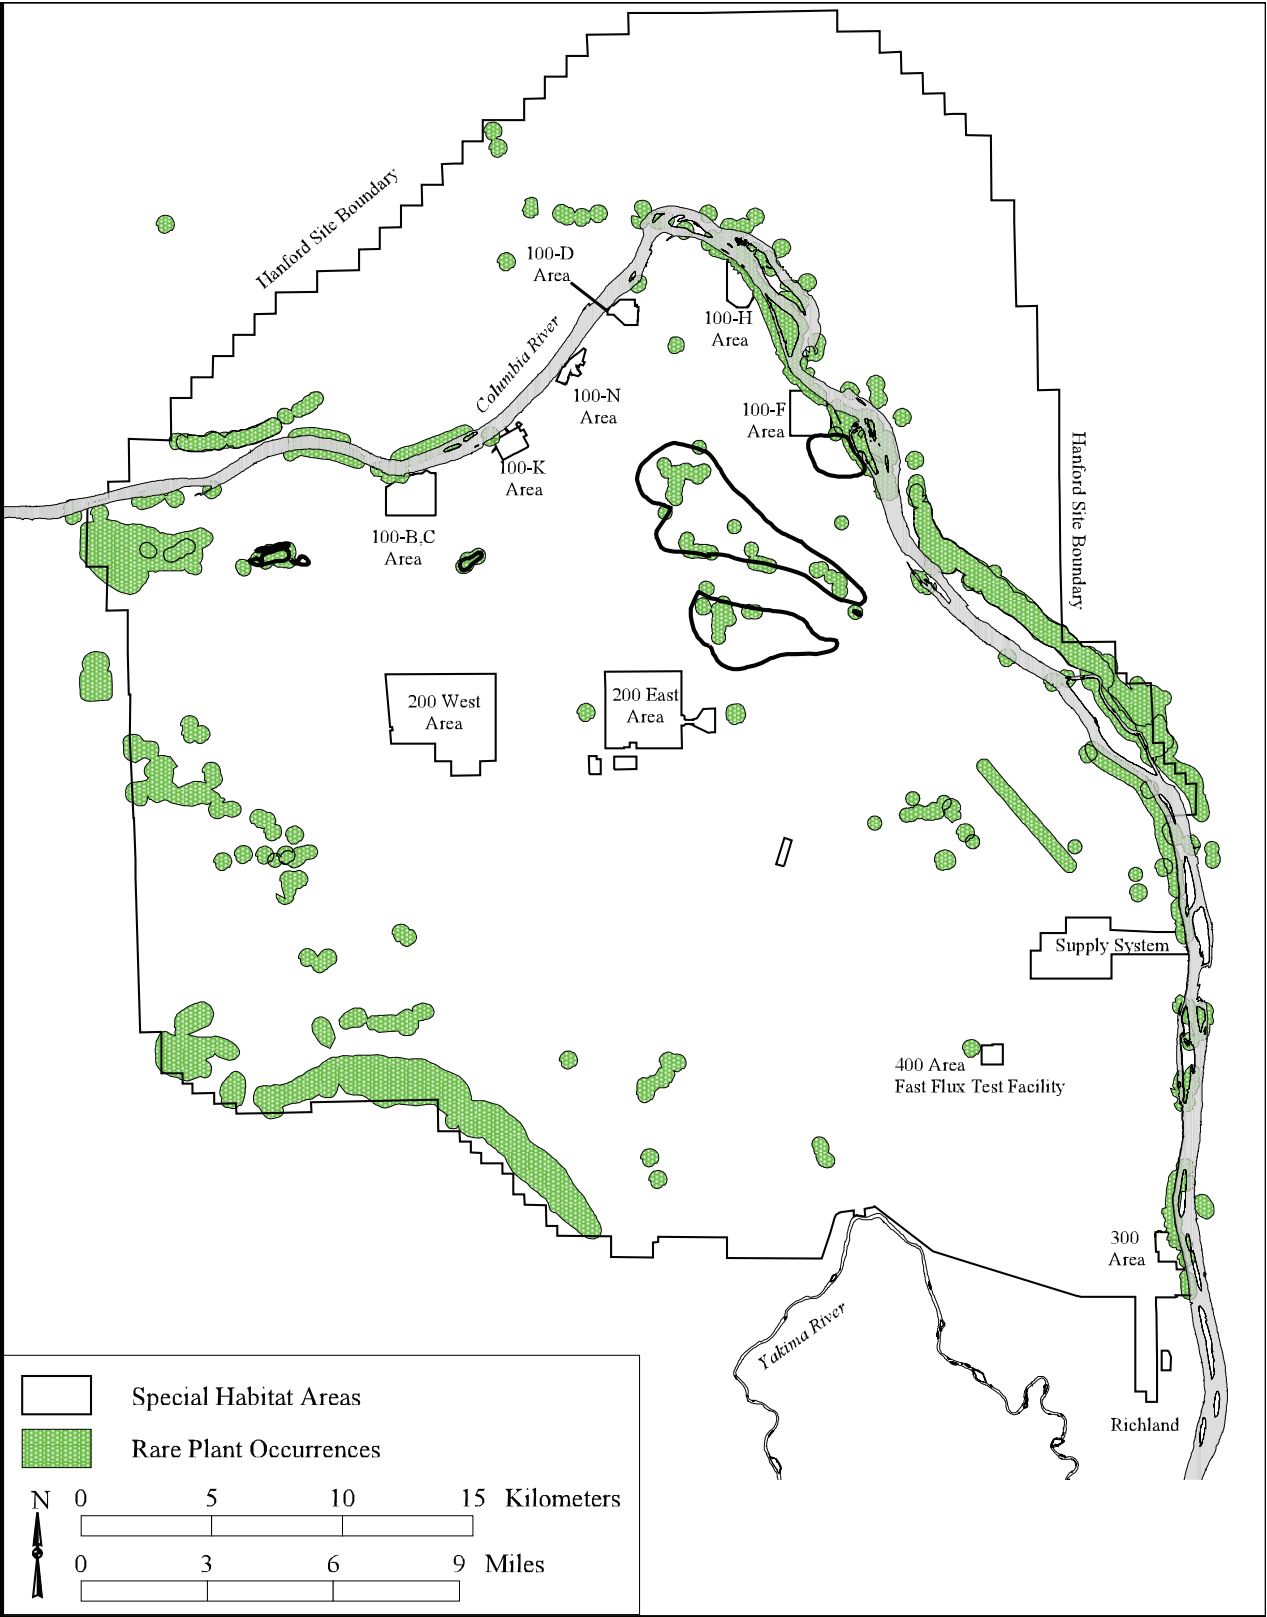 Hanford Site Boundary
100-D
Area
Columbia River
100-H
Area
100-N
Area
100-F
Area
Hanford Site Boundary
100-K
Area
100-B,C
Area
200 West
Area
200 East
Area
Supply System
400 Area
Fast Flux Test Facility
300
Area
Yakima River
Richland
Special Habitat Areas
Rare Plant Occurrences
N
0 5 10 15 Kilometers
0 3 6 9 Miles